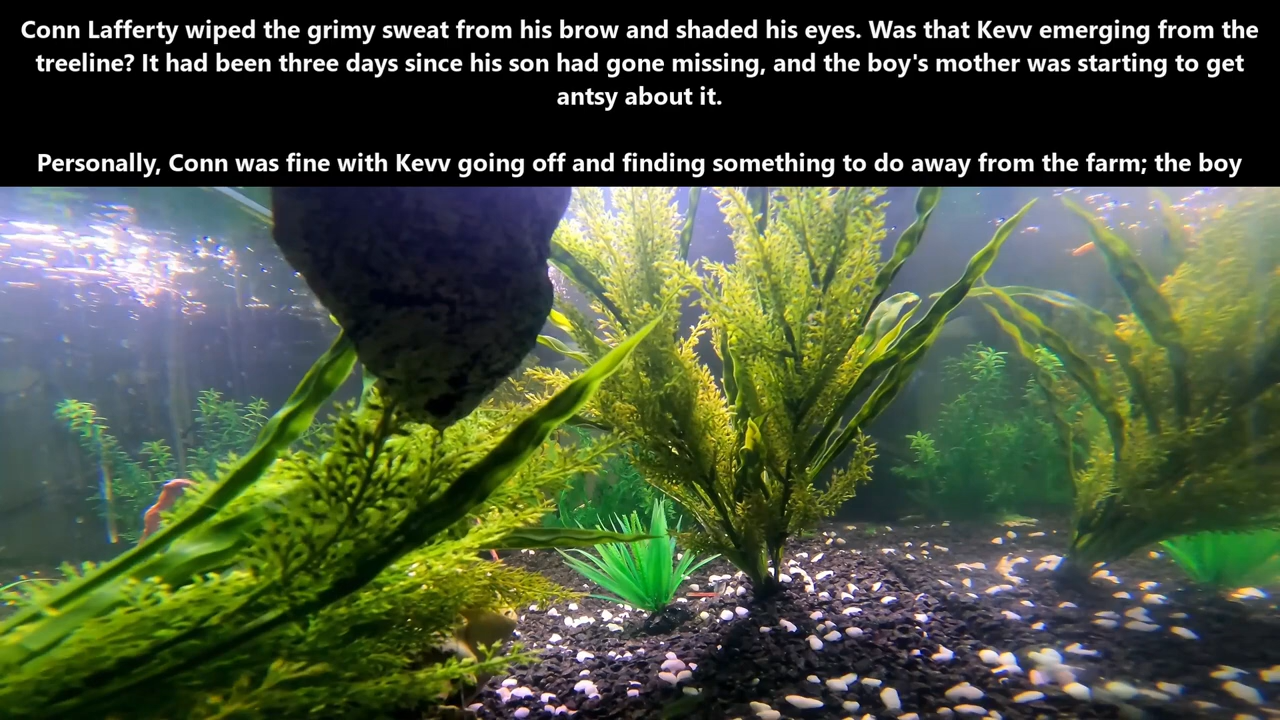 Conn Lafferty wiped the grimy sweat from his brow and shaded his eyes. Was that Kevv emerging from the
treeline? It had been three days since his son had gone missing, and the boy's mother was starting to get
antsy about it.
Personally, Conn was fine with Kevv going off and finding something to do away from the farm; the boy